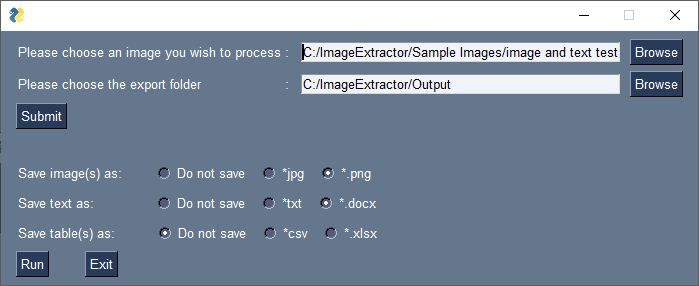 Please choose an image you wish to process : C:/ImageExtractor/Sample Images/image and text test Browse
Please choose the export folder : C:/ImageExtractor/Output Browse
Submit
Save image(s) as: Do not save *jpg *.png
Save text as: Do not save *txt *.docx
Save table(s) as: Do not save *csv *.xlsx
Run Exit